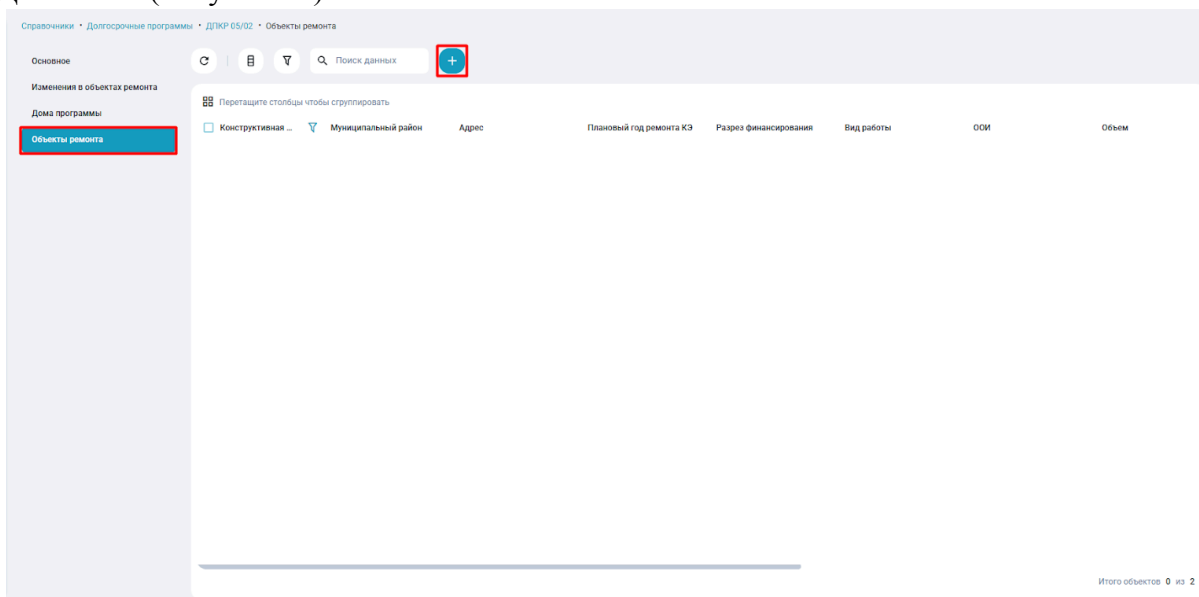 Справочники • Долгосрочные программы • ДПКР 05/02 • Объекты ремонта
Основное
Поиск данных
Изменения в объектах ремонта
Перетащите столбцы чтобы сгруппировать
Дома программы
Конструктивная ... Муниципальный район Адрес Плановый год ремонта КЭ Разрез финансирования Вид работы ООИ Объем
Объекты ремонта
Итого объектов 0 из 2